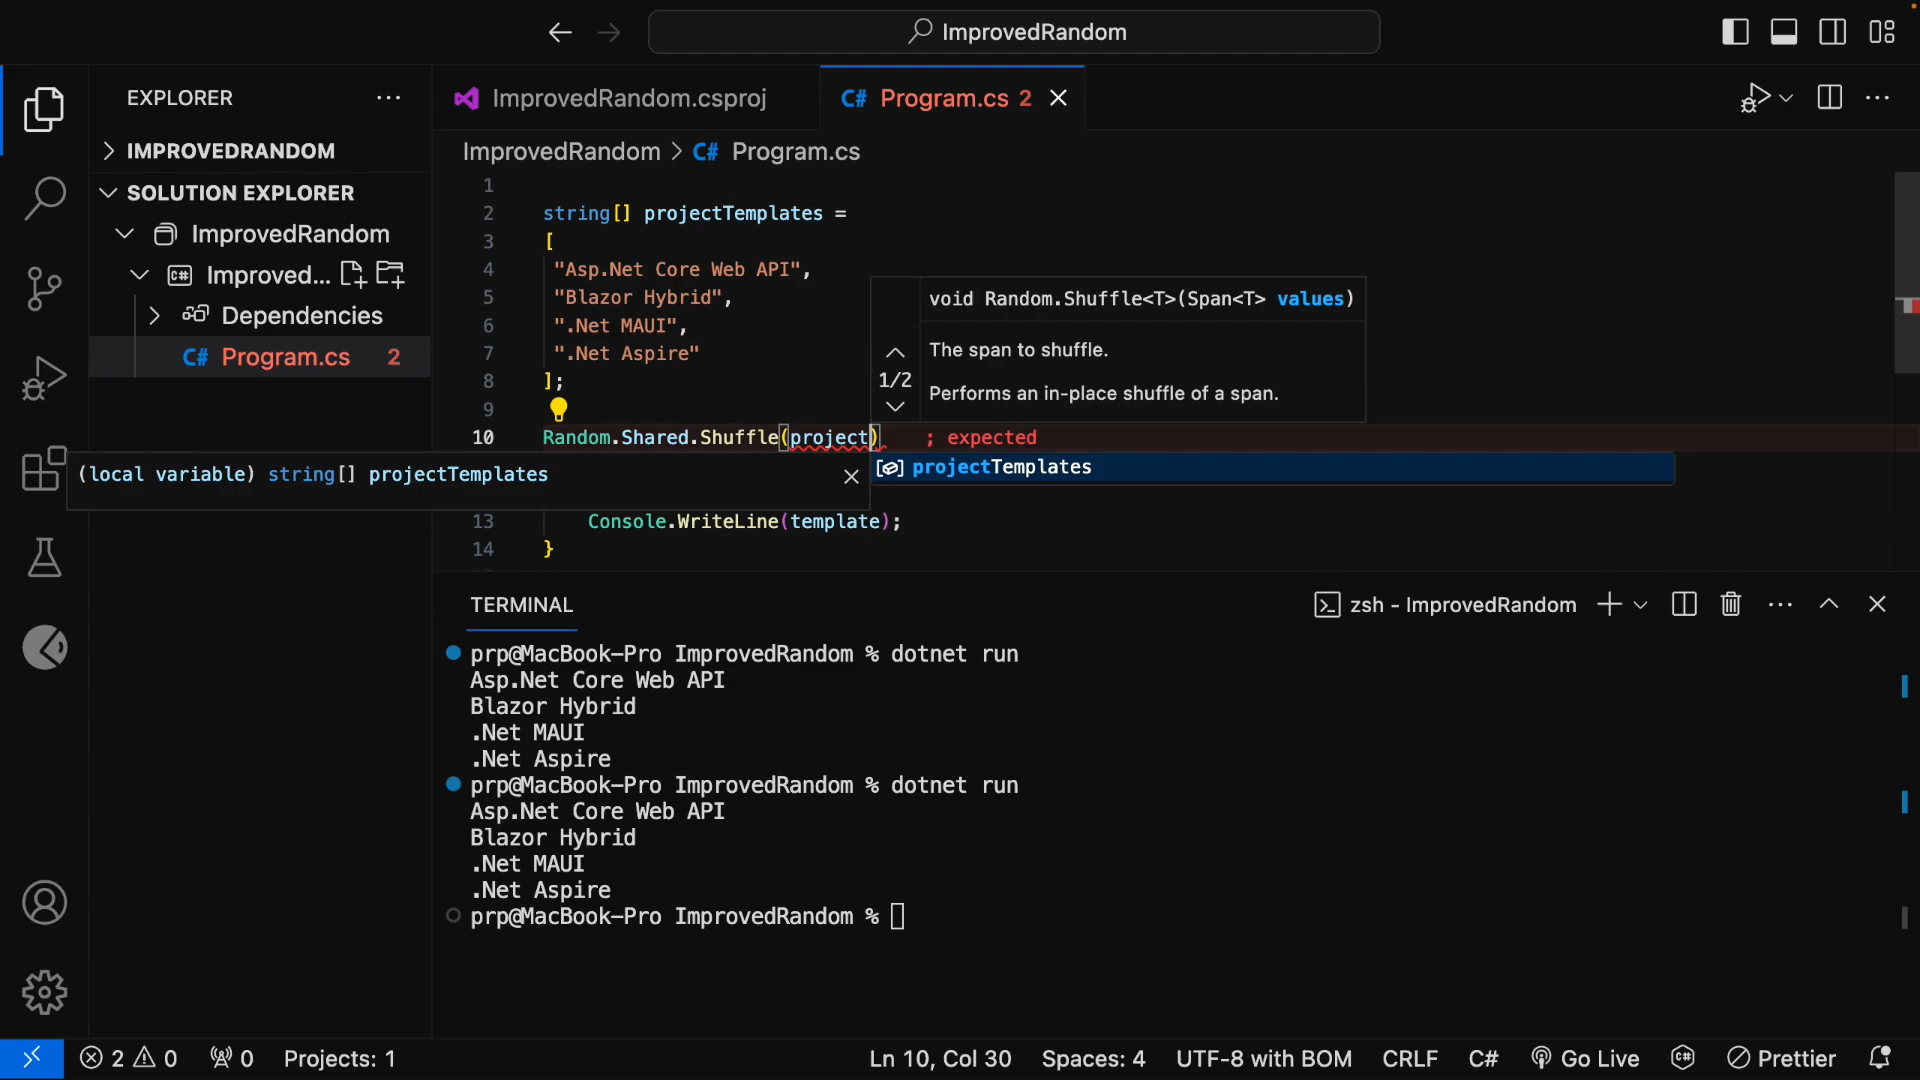 ImprovedRandom
EXPLORER
IMPROVEDRANDOM
SOLUTION EXPLORER
ImprovedRandom
Improved...
Dependencies
C# Program.cs 2
ImprovedRandom.csproj
C# Program.cs 2
ImprovedRandom > C# Program.cs
1
2 string[] projectTemplates =
3 [
4 "Asp.Net Core Web API",
5 "Blazor Hybrid",
6 ".Net MAUI",
7 ".Net Aspire"
8 ];
9
10 Random.Shared.Shuffle(project) ; expected
void Random.Shuffle<T>(Span<T> values)
The span to shuffle.
1/2
Performs an in-place shuffle of a span.
(local variable) string[] projectTemplates
projectTemplates
13 Console.WriteLine(template);
14 }
TERMINAL
zsh - ImprovedRandom
prp@MacBook-Pro ImprovedRandom % dotnet run
Asp.Net Core Web API
Blazor Hybrid
.Net MAUI
.Net Aspire
prp@MacBook-Pro ImprovedRandom % dotnet run
Asp.Net Core Web API
Blazor Hybrid
.Net MAUI
.Net Aspire
prp@MacBook-Pro ImprovedRandom %
2 0 0 Projects: 1 Ln 10, Col 30 Spaces: 4 UTF-8 with BOM CRLF C# Go Live Prettier